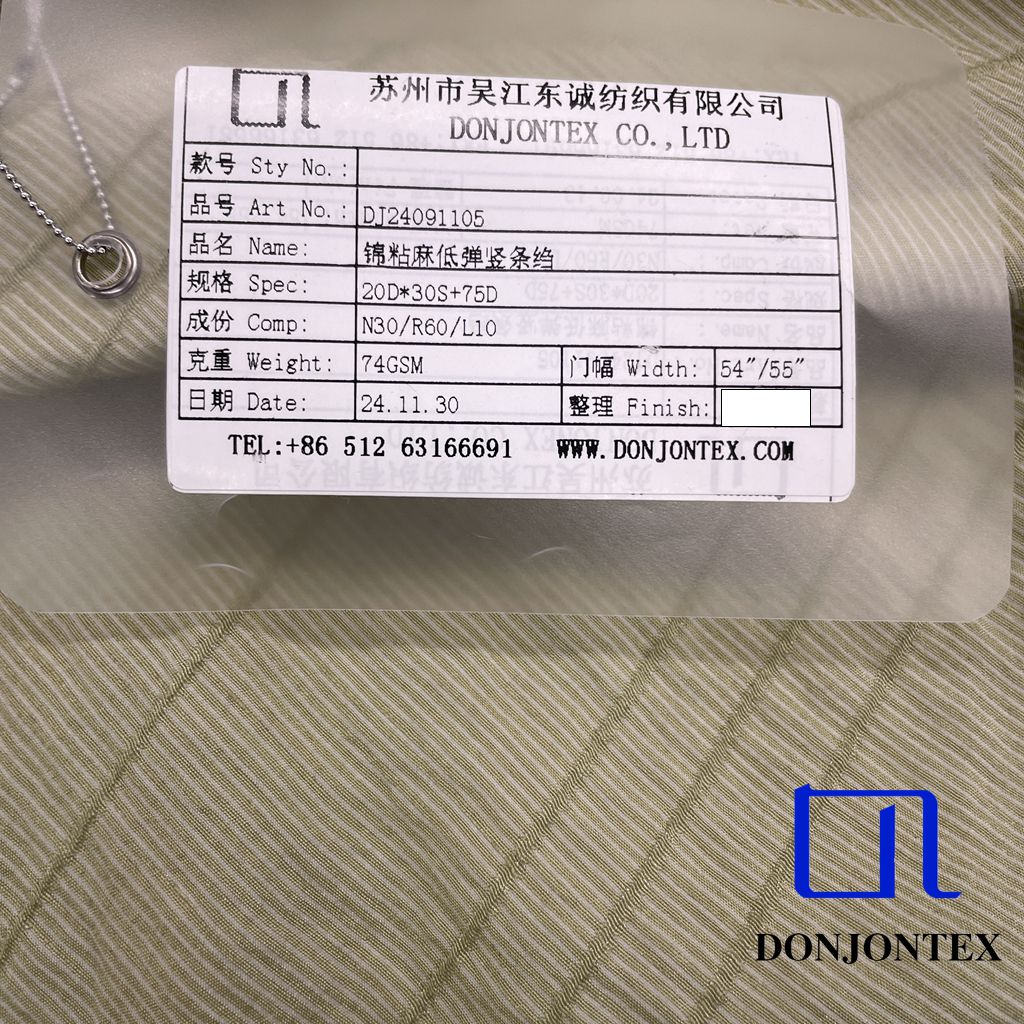 苏州市吴江东诚纺织有限公司
DONJONTEX CO.,LTD
款号 Sty No.:
品号 Art No.: DJ24091105
品名 Name: 锦粘麻低弹竖条绉
规格 Spec: 20D*30S+75D
成份 Comp: N30/R60/L10
克重 Weight: 74GSM 门幅 Width: 54"/55"
日期 Date: 24.11.30 整理 Finish:
TEL:+86 512 63166691 WWW.DONJONTEX.COM
DONJONTEX